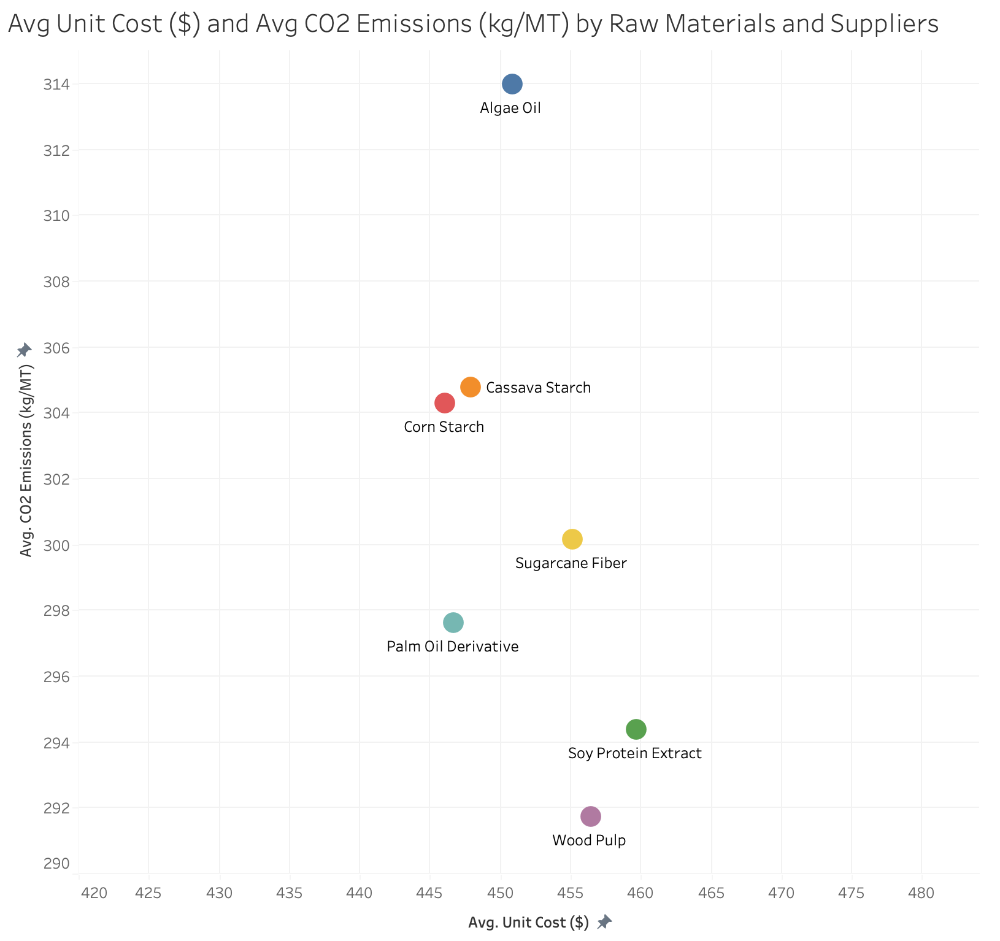 Avg Unit Cost ($) and Avg CO2 Emissions (kg/MT) by Raw Materials and Suppliers
314
Algae Oil
312
310
308
306
Cassava Starch
304
Corn Starch
302
300
Sugarcane Fiber
298
Palm Oil Derivative
296
294
Soy Protein Extract
292
Wood Pulp
290
Avg. CO2 Emissions (kg/MT)
420 425 430 435 440 445 450 455 460 465 470 475 480
Avg. Unit Cost ($)